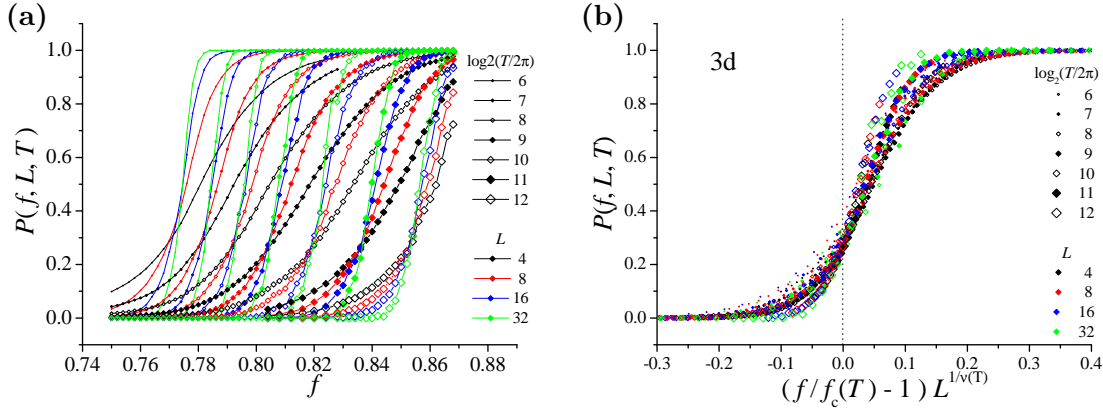 (a)
P(f, L, T)
1.0
0.8
0.6
0.4
0.2
0.0
0.74 0.76 0.78 0.80 0.82 0.84 0.86 0.88
f
log2(T/2π)
6
7
8
9
10
11
12
L
4
8
16
32
(b)
3d
P(f, L, T)
1.0
0.8
0.6
0.4
0.2
0.0
-0.3 -0.2 -0.1 0.0 0.1 0.2 0.3 0.4
(f/f_c(T) - 1) L^{1/ν(T)}
log₂(T/2π)
6
7
8
9
10
11
12
L
4
8
16
32